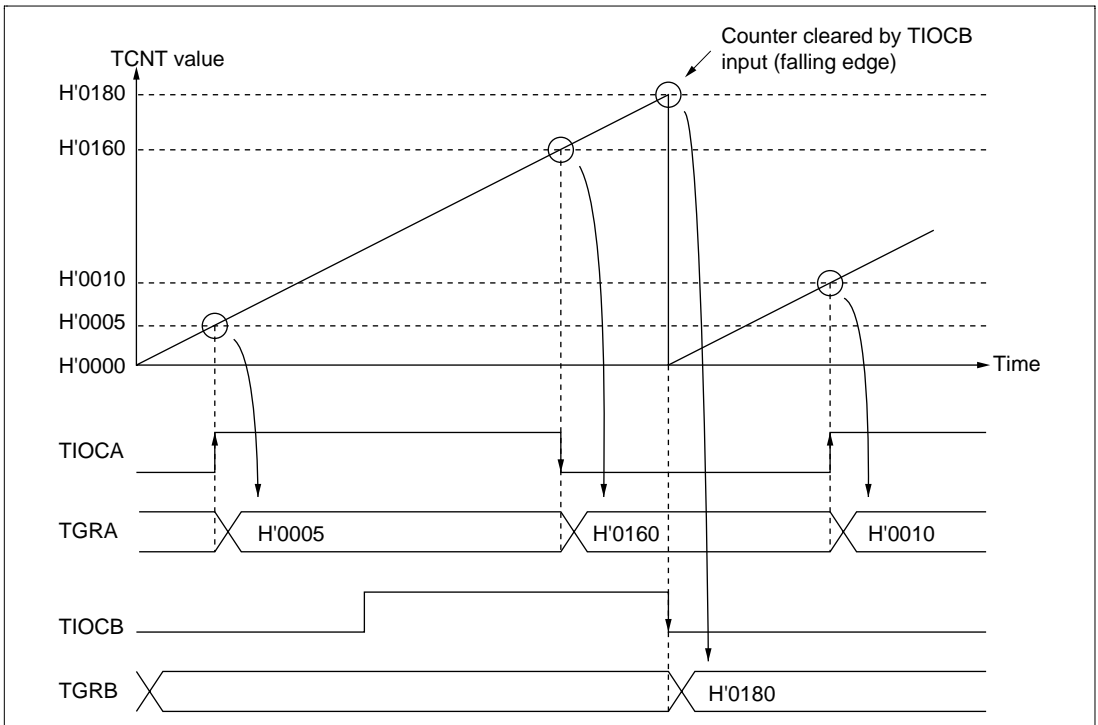 Counter cleared by TIOCB
input (falling edge)
TCNT value
H'0180
H'0160
H'0010
H'0005
H'0000
Time
TIOCA
TGRA
H'0005
H'0160
H'0010
TIOCB
TGRB
H'0180